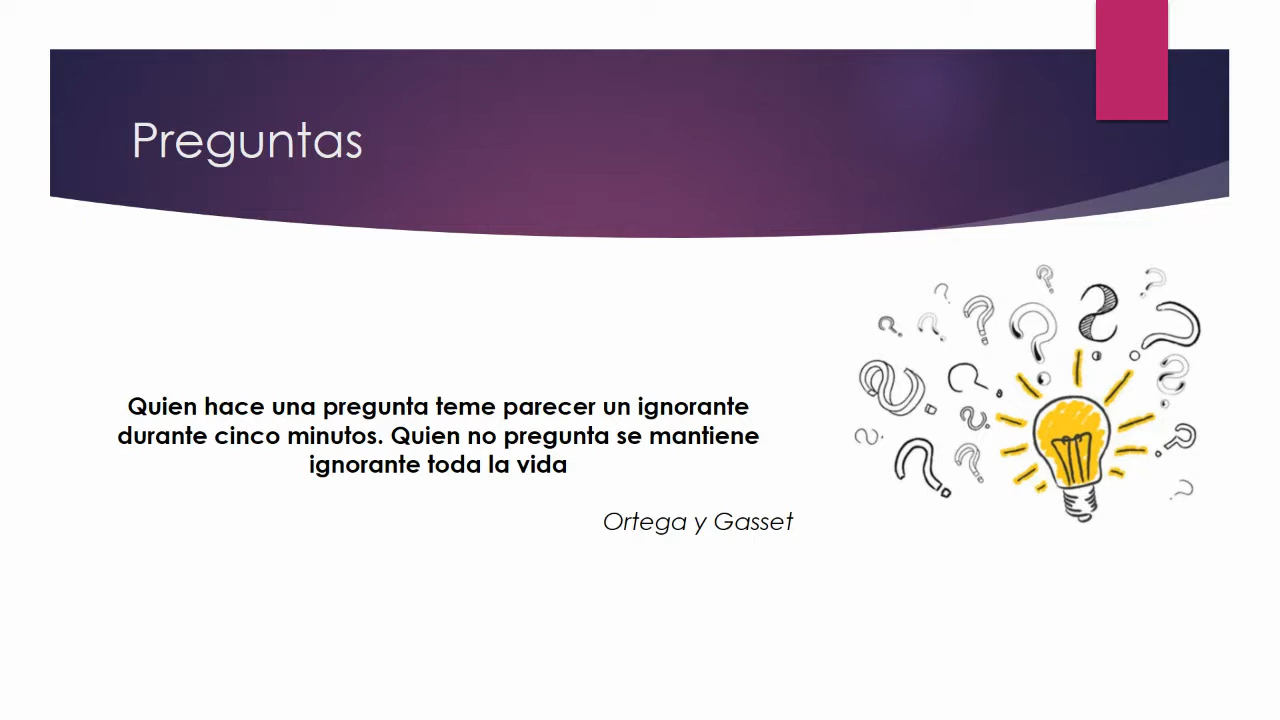 Preguntas
Quien hace una pregunta teme parecer un ignorante
durante cinco minutos. Quien no pregunta se mantiene
ignorante toda la vida
Ortega y Gasset